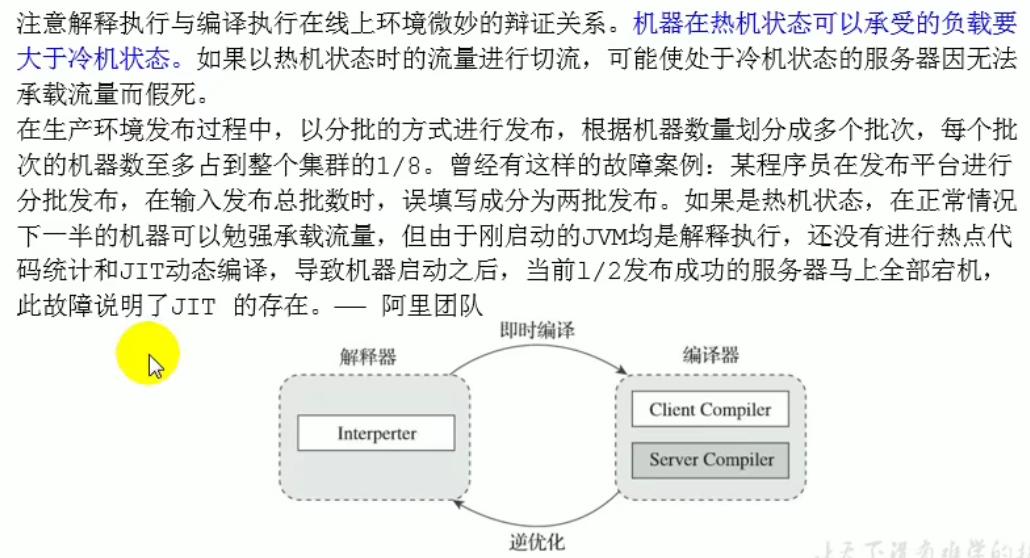 注意解释执行与编译执行在线上环境微妙的辩证关系。机器在热机状态可以承受的负载要
大于冷机状态。如果以热机状态时的流量进行切流，可能使处于冷机状态的服务器因无法
承载流量而假死。
在生产环境发布过程中，以分批的方式进行发布，根据机器数量划分成多个批次，每个批
次的机器数至多占到整个集群的1/8。曾经有这样的故障案例：某程序员在发布平台进行
分批发布，在输入发布总批数时，误填写成分为两批发布。如果是热机状态，在正常情况
下一半的机器可以勉强承载流量，但由于刚启动的JVM均是解释执行，还没有进行热点代
码统计和JIT动态编译，导致机器启动之后，当前1/2发布成功的服务器马上全部宕机，
此故障说明了JIT 的存在。—— 阿里团队
即时编译
解释器
编译器
Interperter
Client Compiler
Server Compiler
逆优化